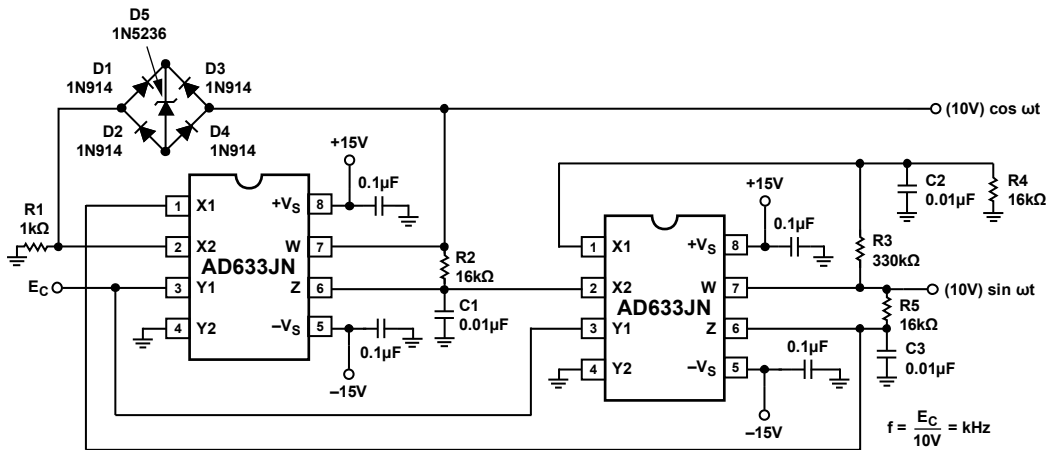 D5
1N5236
D1
1N914
D3
1N914
D2
1N914
D4
1N914
(10V) cos ωt
+15V
0.1µF
R1
1kΩ
1 X1 +VS 8
2 X2 W 7
AD633JN
3 Y1 Z 6
4 Y2 –VS 5
EC
R2
16kΩ
C1
0.01µF
0.1µF
–15V
+15V
0.1µF
C2
0.01µF
R4
16kΩ
R3
330kΩ
1 X1 +VS 8
2 X2 W 7
AD633JN
3 Y1 Z 6
4 Y2 –VS 5
(10V) sin ωt
R5
16kΩ
C3
0.01µF
0.1µF
–15V
f = EC/10V = kHz